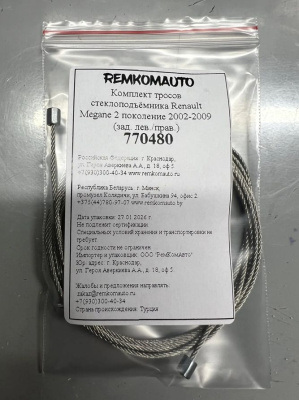 REMKOMAUTO
Комплект тросов
стеклоподъёмника Renault
Megane 2 поколение 2002-2009
(зад. лев./прав.)
770480
Российская Федерация г. Краснодар,
ул. Героя Аверкиева А.А., д. 18, оф 5.
+7(930)300-40-34 www.remkomauto.ru
Республика Беларусь г. Минск,
промузел Колядичи, ул. Бабушкина 94, офис 2.
+375(44)780-97-07 www.remkomauto.by
Дата упаковки: 27.01.2026 г.
Не подлежит сертификации.
Специальных условий хранения и транспортировки не
требует.
Срок годности не ограничен.
Импортер и упаковщик: ООО "РемКомАвто"
Юр. адрес: г. Краснодар,
ул. Героя Аверкиева А.А., д. 18, оф.5.
Жалобы и предложения направлять:
zakaz@remkomauto.ru
+7(930)300-40-34
Страна происхождения: Турция